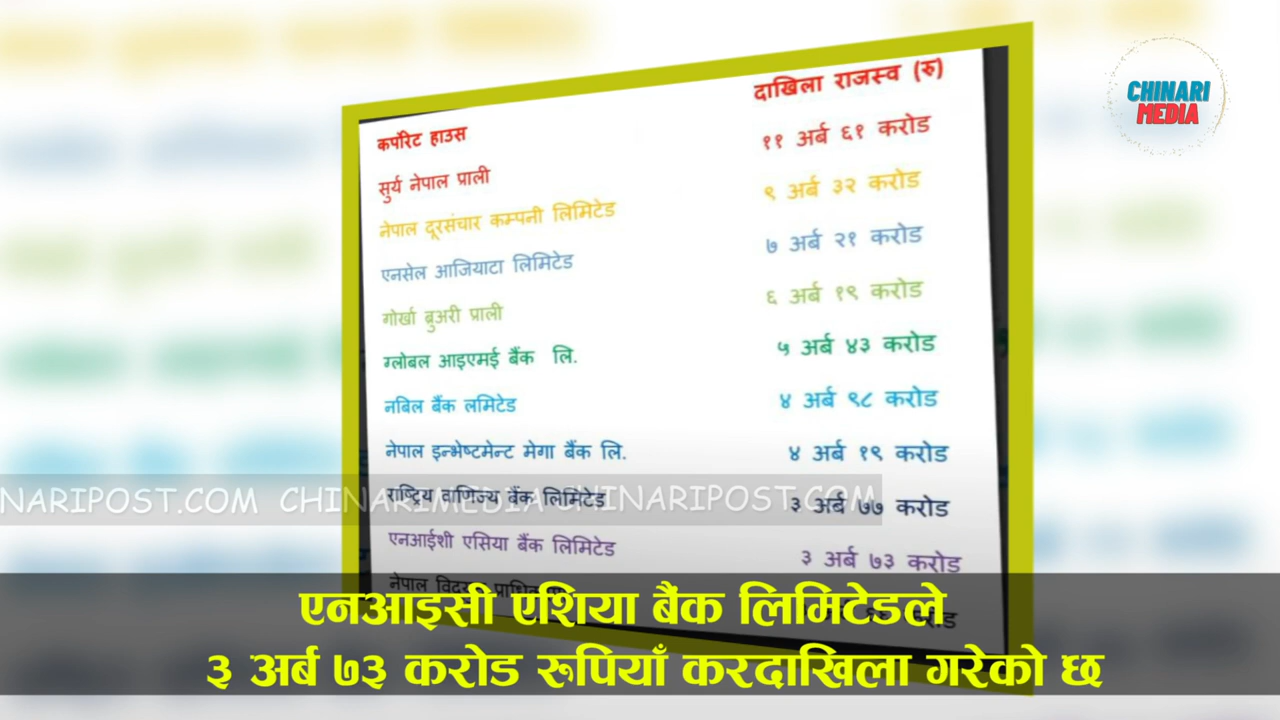 CHINARI
MEDIA
कर्पोरेट हाउस दाखिला राजस्व (रु)
सुर्य नेपाल प्राली ११ अर्ब ६१ करोड
नेपाल दूरसंचार कम्पनी लिमिटेड ९ अर्ब ३२ करोड
एनसेल आजियाटा लिमिटेड ७ अर्ब २१ करोड
गोर्खा ब्रुअरी प्राली ६ अर्ब १९ करोड
ग्लोबल आइएमई बैंक लि. ५ अर्ब ४३ करोड
नबिल बैंक लमिटेड ४ अर्ब ९८ करोड
नेपाल इन्भेष्टमेन्ट मेगा बैंक लि. ४ अर्ब १९ करोड
राष्ट्रिय वाणिज्य बैंक लिमिटेड ३ अर्ब ७७ करोड
NARIPOST.COM CHINARIMEDIA CHINARIPOST.COM
एनआईशी एसिया बैंक लिमिटेड ३ अर्ब ७३ करोड
नेपाल करोड
एनआइसी एशिया बैंक लिमिटेडले
३ अर्ब ७३ करोड रूपियाँ करदाखिला गरेको छ